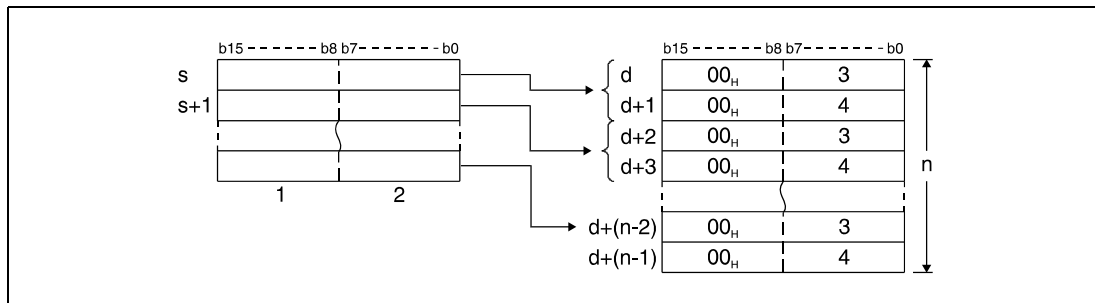 b15 b8 b7 b0 b15 b8 b7 b0
s d 00H 3
s+1 d+1 00H 4
d+2 00H 3
d+3 00H 4
n
1 2
d+(n-2) 00H 3
d+(n-1) 00H 4